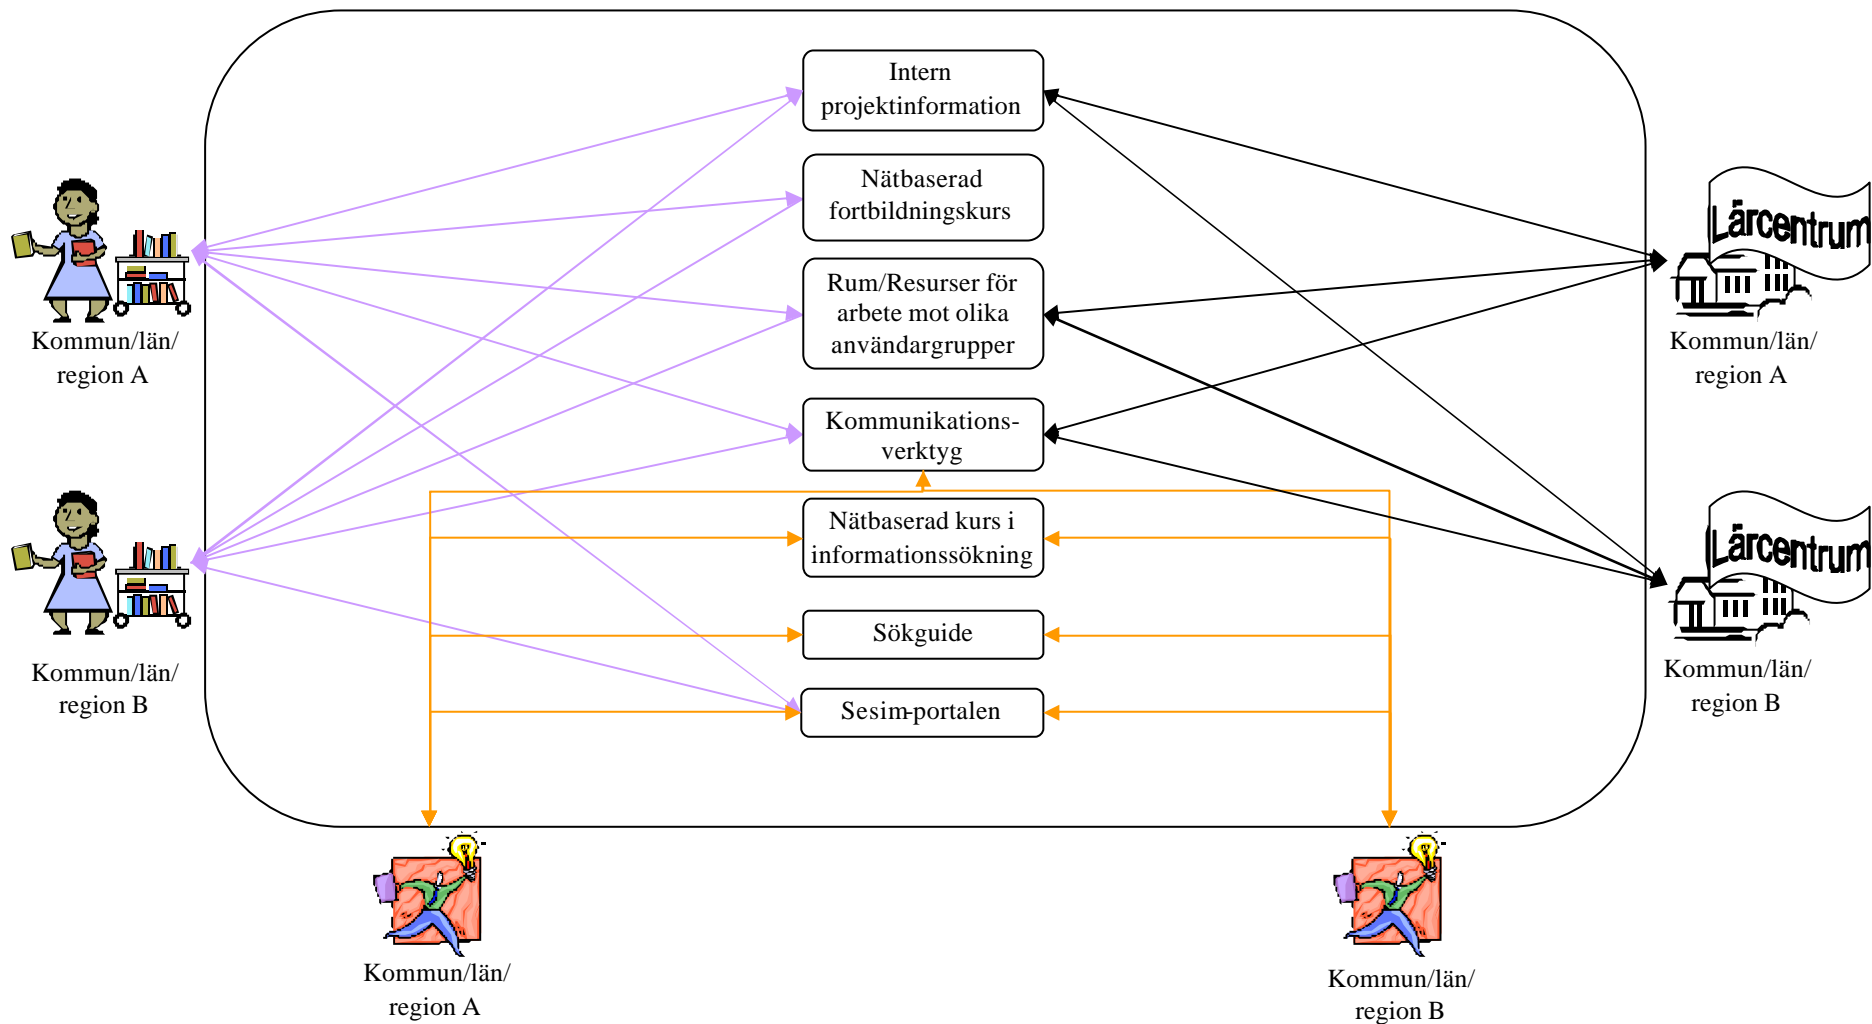 Intern
projektinformation
Nätbaserad
fortbildningskurs
Rum/Resurser för
arbete mot olika
användargrupper
Kommunikations-
verktyg
Nätbaserad kurs i
informationssökning
Sökguide
Sesim-portalen
Kommun/län/
region A
Kommun/län/
region B
Lärcentrum
Kommun/län/
region A
Lärcentrum
Kommun/län/
region B
Kommun/län/
region A
Kommun/län/
region B